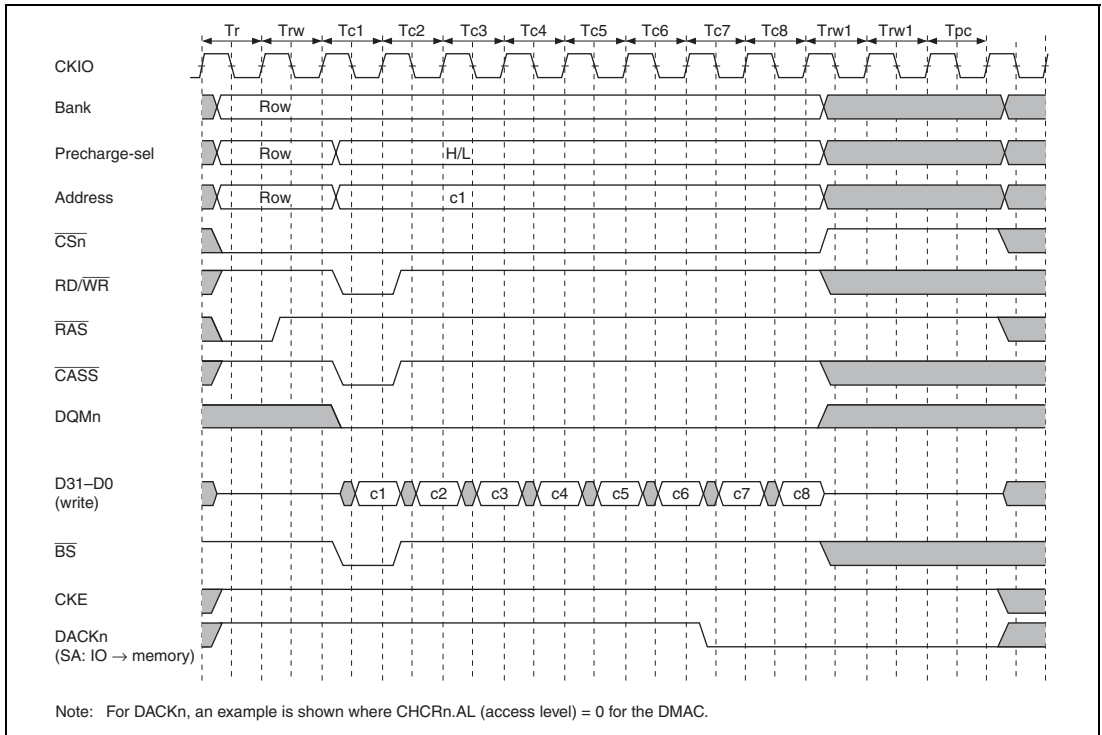 Tr Trw Tc1 Tc2 Tc3 Tc4 Tc5 Tc6 Tc7 Tc8 Trw1 Trw1 Tpc
CKIO
Bank Row
Precharge-sel Row H/L
Address Row c1
CSn
RD/WR
RAS
CASS
DQMn
D31–D0
(write) c1 c2 c3 c4 c5 c6 c7 c8
BS
CKE
DACKn
(SA: IO → memory)
Note: For DACKn, an example is shown where CHCRn.AL (access level) = 0 for the DMAC.